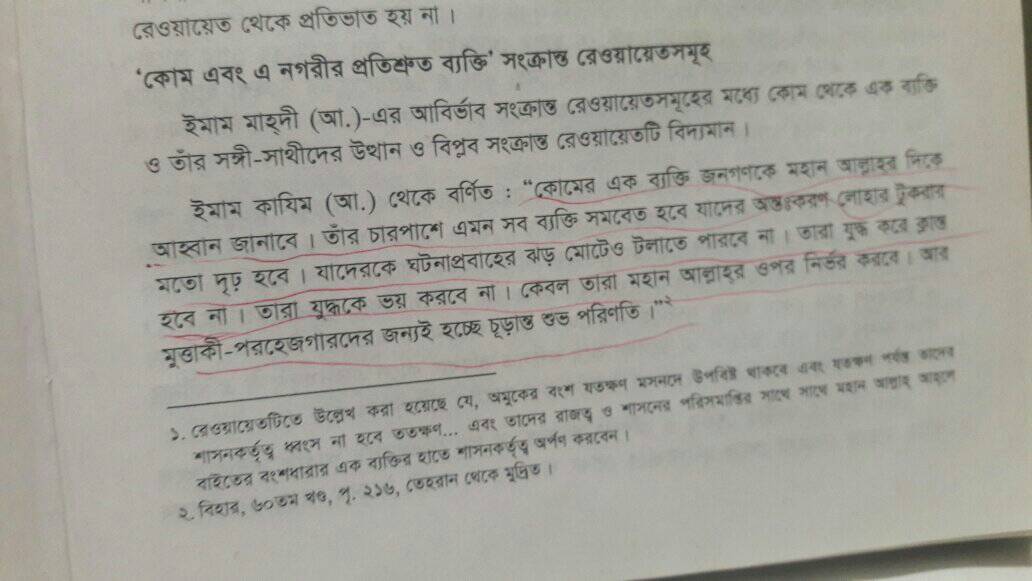 রেওয়ায়েত থেকে প্রতিভাত হয় না।
‘কোম এবং এ নগরীর প্রতিশ্রুত ব্যক্তি’ সংক্রান্ত রেওয়ায়েতসমূহ
ইমাম মাহ্দী (আ.)-এর আবির্ভাব সংক্রান্ত রেওয়ায়েতসমূহের মধ্যে কোম থেকে এক ব্যক্তি
ও তাঁর সঙ্গী-সাথীদের উত্থান ও বিপ্লব সংক্রান্ত রেওয়ায়েতটি বিদ্যমান।
ইমাম কাযিম (আ.) থেকে বর্ণিত : “কোমের এক ব্যক্তি জনগণকে মহান আল্লাহর দিকে
আহ্বান জানাবে। তাঁর চারপাশে এমন সব ব্যক্তি সমবেত হবে যাদের অন্তঃকরণ লোহার টুকরার
মতো দৃঢ় হবে। যাদেরকে ঘটনাপ্রবাহের ঝড় মোটেও টলাতে পারবে না। তারা যুদ্ধ করে ক্লান্ত
হবে না। তারা যুদ্ধকে ভয় করবে না। কেবল তারা মহান আল্লাহর ওপর নির্ভর করবে। আর
মুত্তাকী-পরহেজগারদের জন্যই হচ্ছে চূড়ান্ত শুভ পরিণতি।”২
১. রেওয়ায়েতটিতে উল্লেখ করা হয়েছে যে, অমুকের বংশ যতক্ষণ মসনদে উপবিষ্ট থাকবে এবং যতক্ষণ পর্যন্ত তাদের
শাসনকর্তৃত্ব ধ্বংস না হবে ততক্ষণ... এবং তাদের রাজত্ব ও শাসনের পরিসমাপ্তির সাথে সাথে মহান আল্লাহ আহলে
বাইতের বংশধারার এক ব্যক্তির হাতে শাসনকর্তৃত্ব অর্পণ করবেন।
২. বিহার, ৬০তম খণ্ড, পৃ. ২১৬, তেহরান থেকে মুদ্রিত।